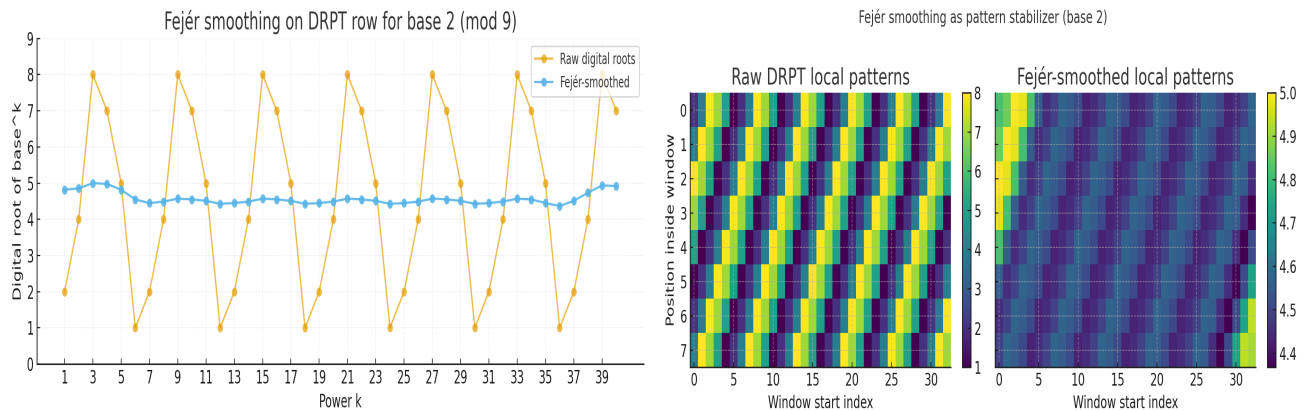 Fejér smoothing on DRPT row for base 2 (mod 9)
Digital root of base^k
9
8
7
6
5
4
3
2
1
0
Raw digital roots
Fejér-smoothed
1 3 5 7 9 11 13 15 17 19 21 23 25 27 29 31 33 35 37 39
Power k
Fejér smoothing as pattern stabilizer (base 2)
Raw DRPT local patterns
Position inside window
0
1
2
3
4
5
6
7
0 5 10 15 20 25 30
Window start index
8
7
6
5
4
3
2
1
Fejér-smoothed local patterns
0 5 10 15 20 25 30
Window start index
5.0
4.9
4.8
4.7
4.6
4.5
4.4